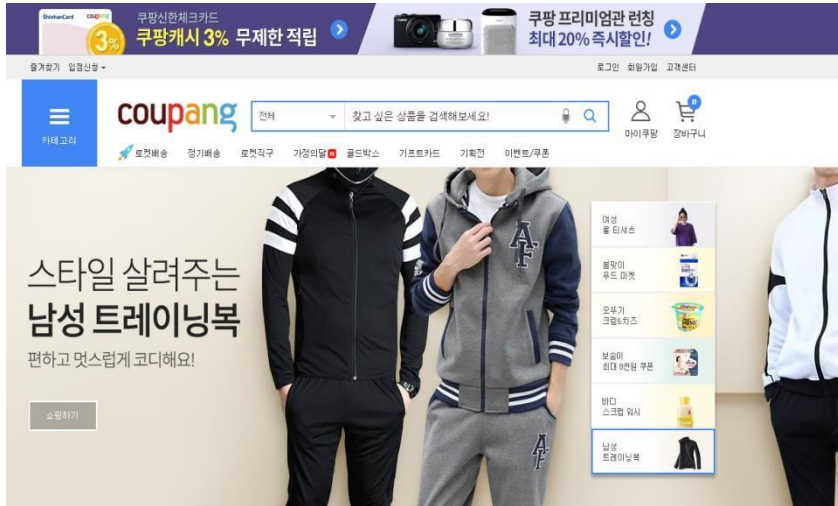 ShinhanCard coupang
3%
쿠팡신한체크카드
쿠팡캐시 3% 무제한 적립
쿠팡 프리미엄관 런칭
최대 20% 즉시할인!
즐겨찾기 입점신청
로그인 회원가입 고객센터
카테고리
coupang
전체
찾고 싶은 상품을 검색해보세요!
마이쿠팡
0
장바구니
로켓배송 정기배송 로켓직구 가정의달 N 골드박스 기프트카드 기획전 이벤트/쿠폰
스타일 살려주는
남성 트레이닝복
편하고 멋스럽게 코디해요!
쇼핑하기
AF
AF
여성
롱 티셔츠
봄맞이
푸드 마켓
오뚜기
크림&치즈
보솜이
최대 8천원 쿠폰
바디
스크럽 워시
남성
트레이닝복